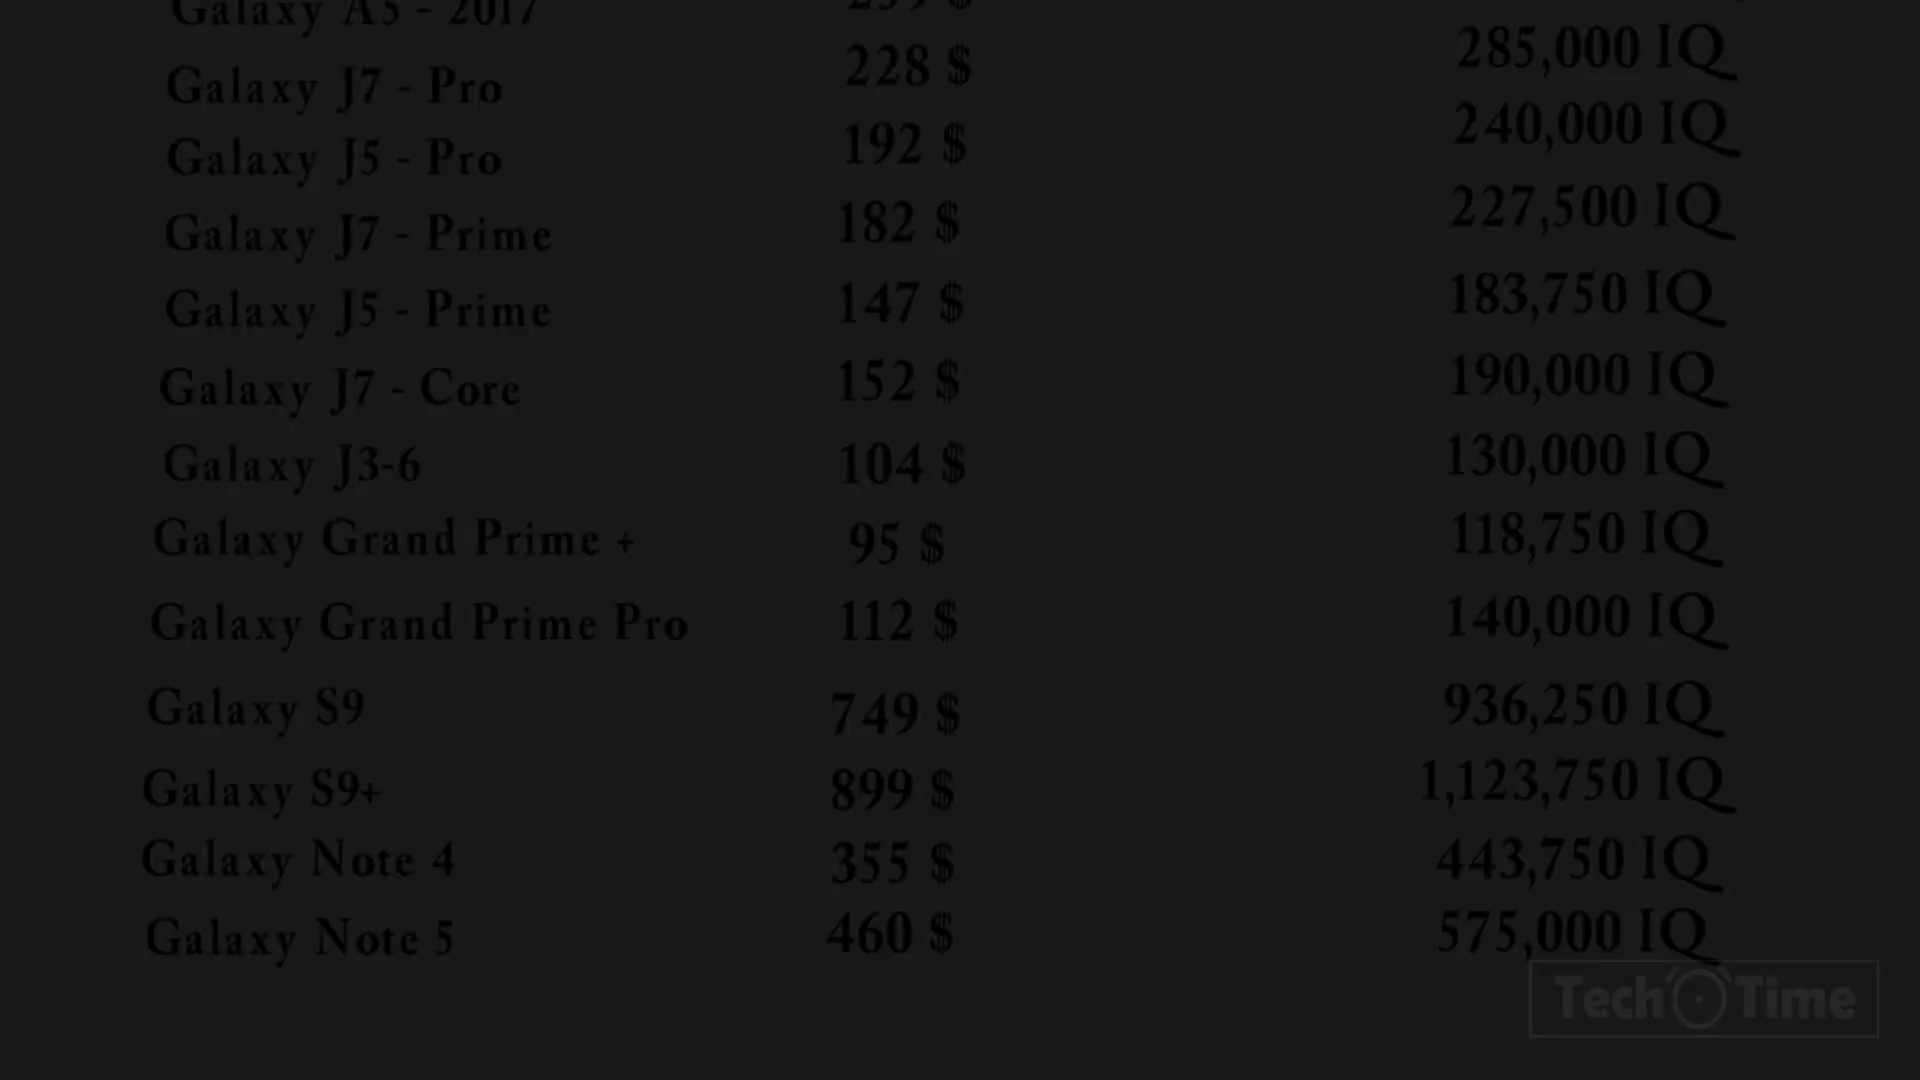 Galaxy A5 - 2017 239 $
Galaxy J7 - Pro 228 $ 285,000 IQ
Galaxy J5 - Pro 192 $ 240,000 IQ
Galaxy J7 - Prime 182 $ 227,500 IQ
Galaxy J5 - Prime 147 $ 183,750 IQ
Galaxy J7 - Core 152 $ 190,000 IQ
Galaxy J3-6 104 $ 130,000 IQ
Galaxy Grand Prime + 95 $ 118,750 IQ
Galaxy Grand Prime Pro 112 $ 140,000 IQ
Galaxy S9 749 $ 936,250 IQ
Galaxy S9+ 899 $ 1,123,750 IQ
Galaxy Note 4 355 $ 443,750 IQ
Galaxy Note 5 460 $ 575,000 IQ
Tech Time